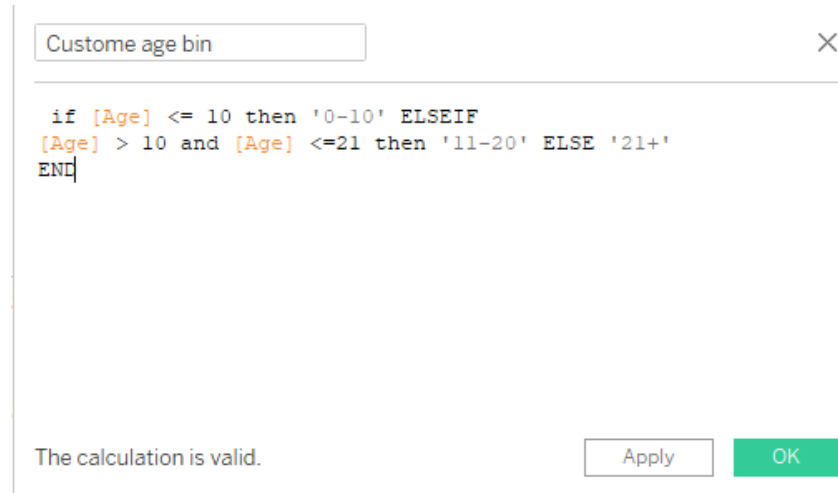 Custome age bin
if [Age] <= 10 then '0-10' ELSEIF
[Age] > 10 and [Age] <=21 then '11-20' ELSE '21+'
END
The calculation is valid.
Apply
OK